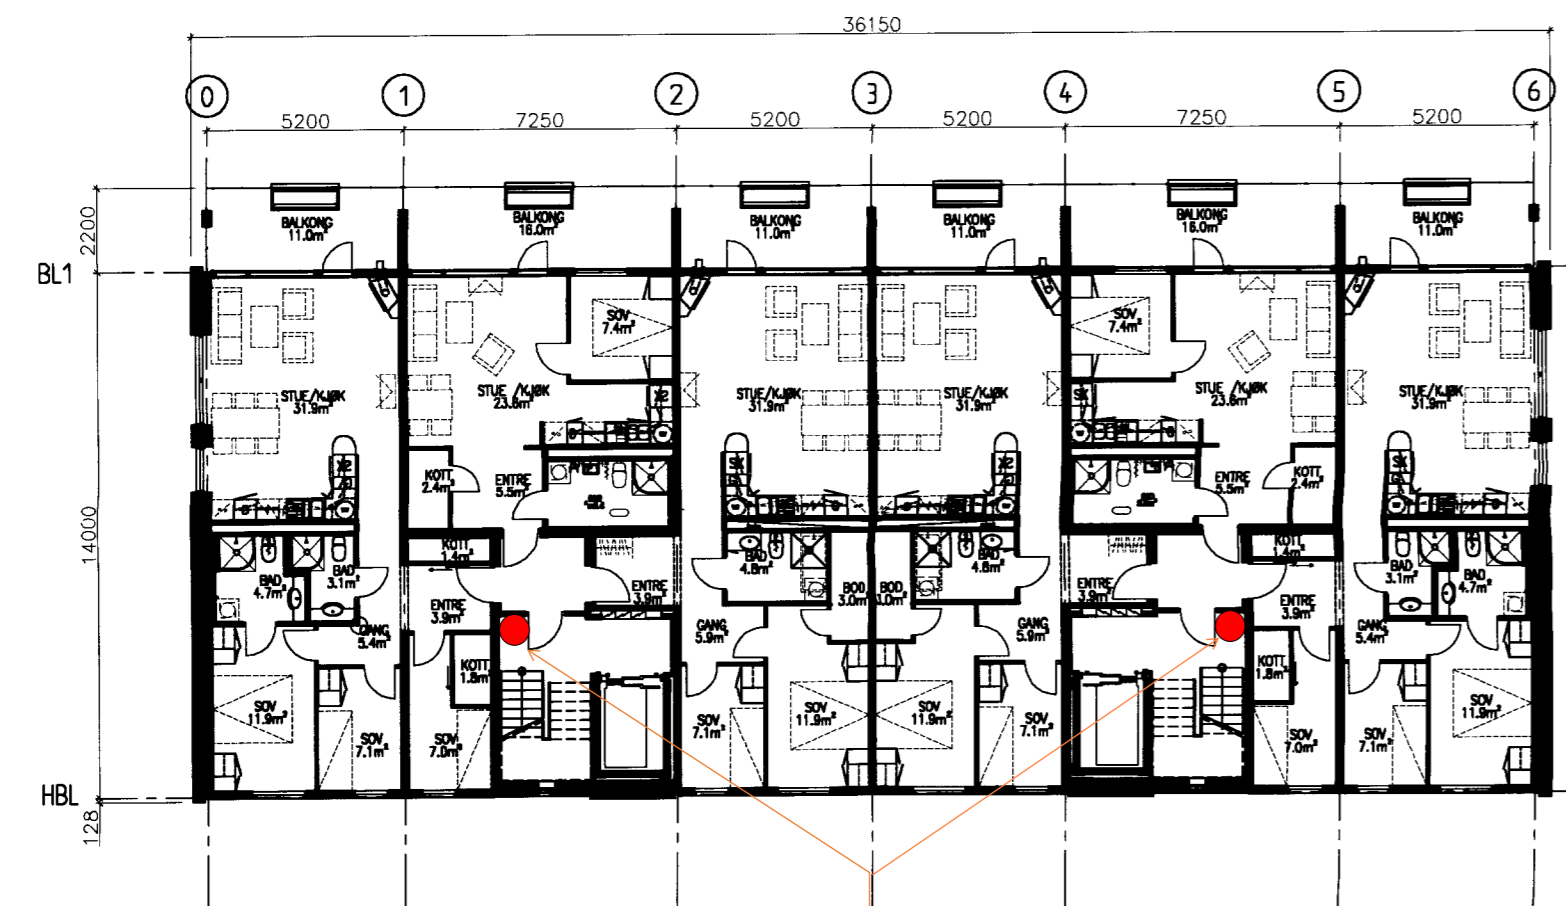 36150
0 1 2 3 4 5 6
5200 7250 5200 5200 7250 5200
2200
BALKONG
11.0m²
BALKONG
16.0m²
BALKONG
11.0m²
BALKONG
11.0m²
BALKONG
16.0m²
BALKONG
11.0m²
BL1
SOV
7.4m²
SOV
7.4m²
STUE/KJØK
31.9m²
STUE /KJØK
23.6m²
STUE/KJØK
31.9m²
STUE/KJØK
31.9m²
STUE /KJØK
23.6m²
STUE/KJØK
31.9m²
KOTT
2.4m²
ENTRE
5.5m²
ENTRE
5.5m²
KOTT
2.4m²
14000
KOTT
1.4m²
KOTT
1.4m²
BAD
4.7m²
BAD
3.1m²
ENTRE
3.9m²
ENTRE
3.9m²
BAD
4.8m²
BOD
3.0m²
BOD
3.0m²
BAD
4.8m²
ENTRE
3.9m²
ENTRE
3.9m²
BAD
3.1m²
BAD
4.7m²
GANG
5.4m²
GANG
5.9m²
GANG
5.9m²
GANG
5.4m²
KOTT
1.8m²
KOTT
1.8m²
SOV
11.9m²
SOV
7.1m²
SOV
7.0m²
SOV
7.1m²
SOV
11.9m²
SOV
11.9m²
SOV
7.1m²
SOV
7.0m²
SOV
7.1m²
SOV
11.9m²
HBL
128